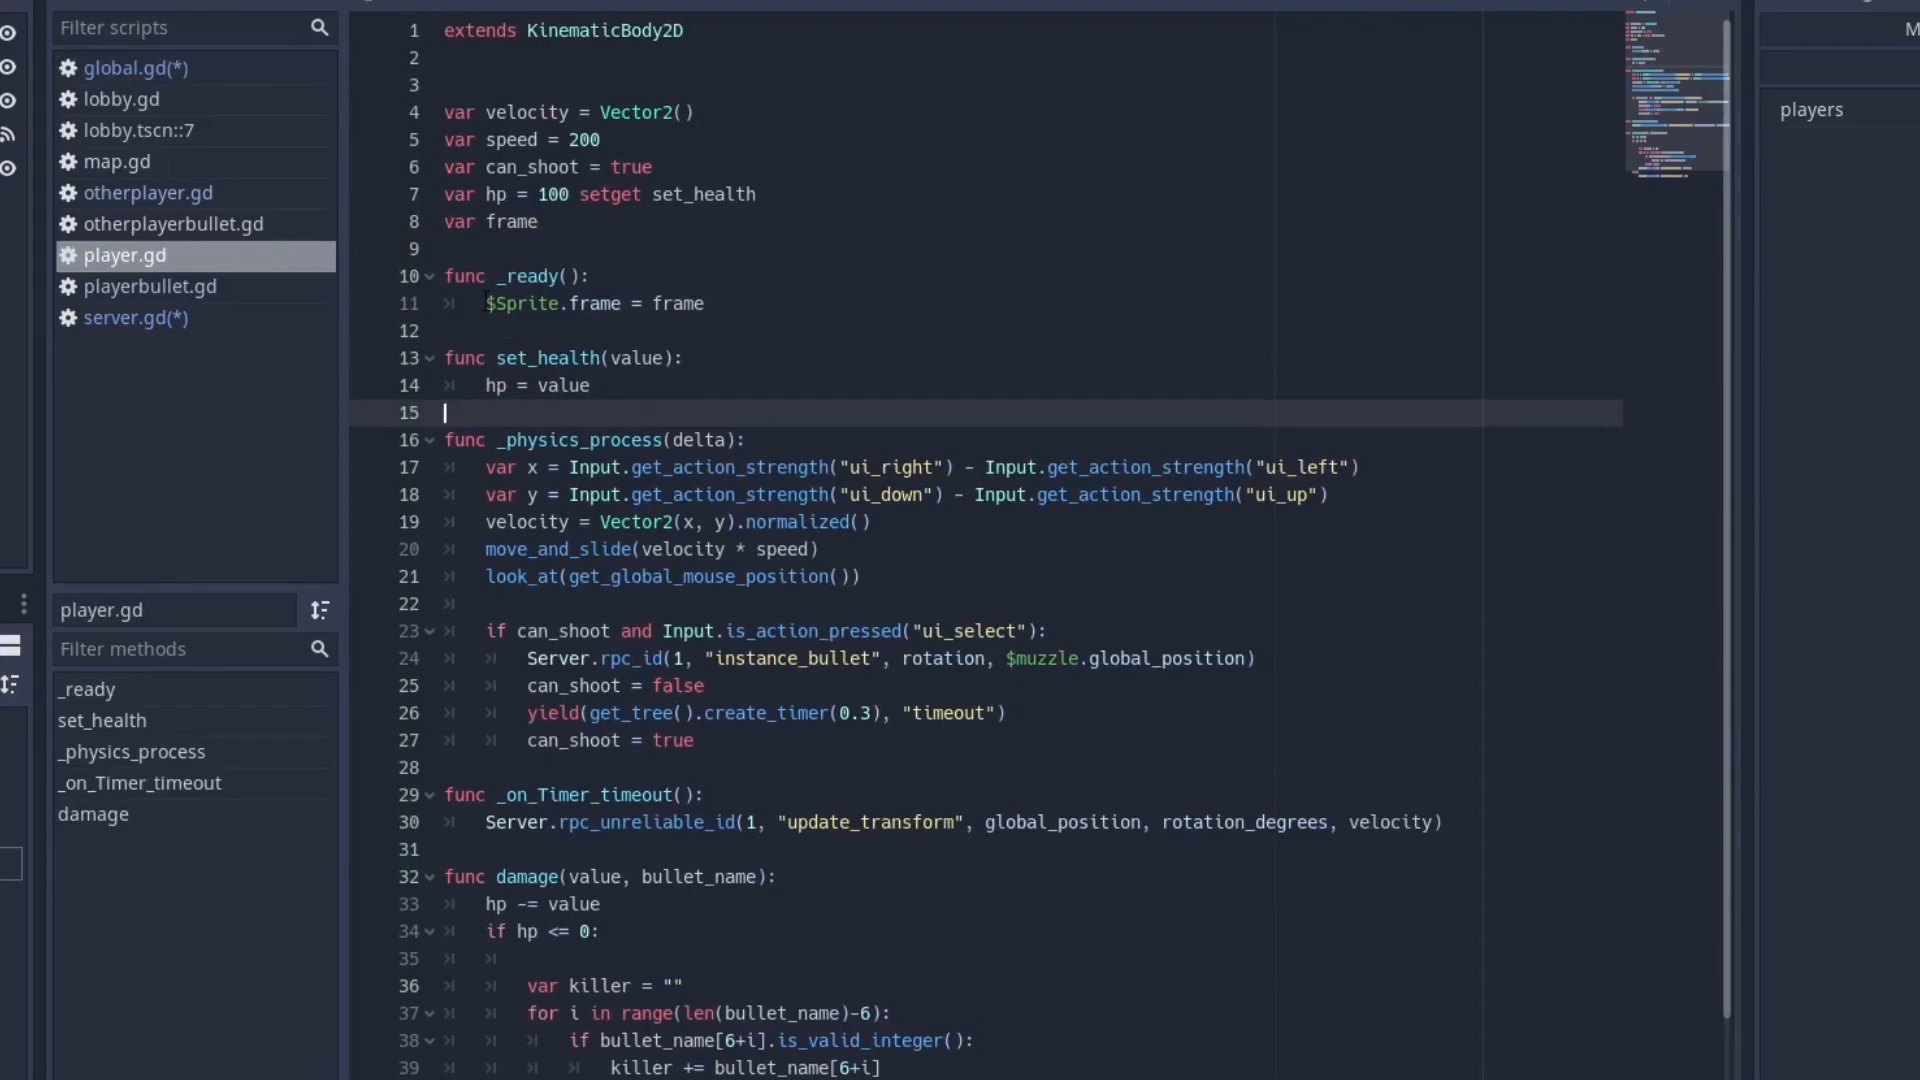 Filter scripts
global.gd(*)
lobby.gd
lobby.tscn::7
map.gd
otherplayer.gd
otherplayerbullet.gd
player.gd
playerbullet.gd
server.gd(*)
player.gd
Filter methods
_ready
set_health
_physics_process
_on_Timer_timeout
damage
1 extends KinematicBody2D
2
3
4 var velocity = Vector2()
5 var speed = 200
6 var can_shoot = true
7 var hp = 100 setget set_health
8 var frame
9
10 func _ready():
11 $Sprite.frame = frame
12
13 func set_health(value):
14 hp = value
15
16 func _physics_process(delta):
17 var x = Input.get_action_strength("ui_right") - Input.get_action_strength("ui_left")
18 var y = Input.get_action_strength("ui_down") - Input.get_action_strength("ui_up")
19 velocity = Vector2(x, y).normalized()
20 move_and_slide(velocity * speed)
21 look_at(get_global_mouse_position())
22
23 if can_shoot and Input.is_action_pressed("ui_select"):
24 Server.rpc_id(1, "instance_bullet", rotation, $muzzle.global_position)
25 can_shoot = false
26 yield(get_tree().create_timer(0.3), "timeout")
27 can_shoot = true
28
29 func _on_Timer_timeout():
30 Server.rpc_unreliable_id(1, "update_transform", global_position, rotation_degrees, velocity)
31
32 func damage(value, bullet_name):
33 hp -= value
34 if hp <= 0:
35
36 var killer = ""
37 for i in range(len(bullet_name)-6):
38 if bullet_name[6+i].is_valid_integer():
39 killer += bullet_name[6+i]
M
players